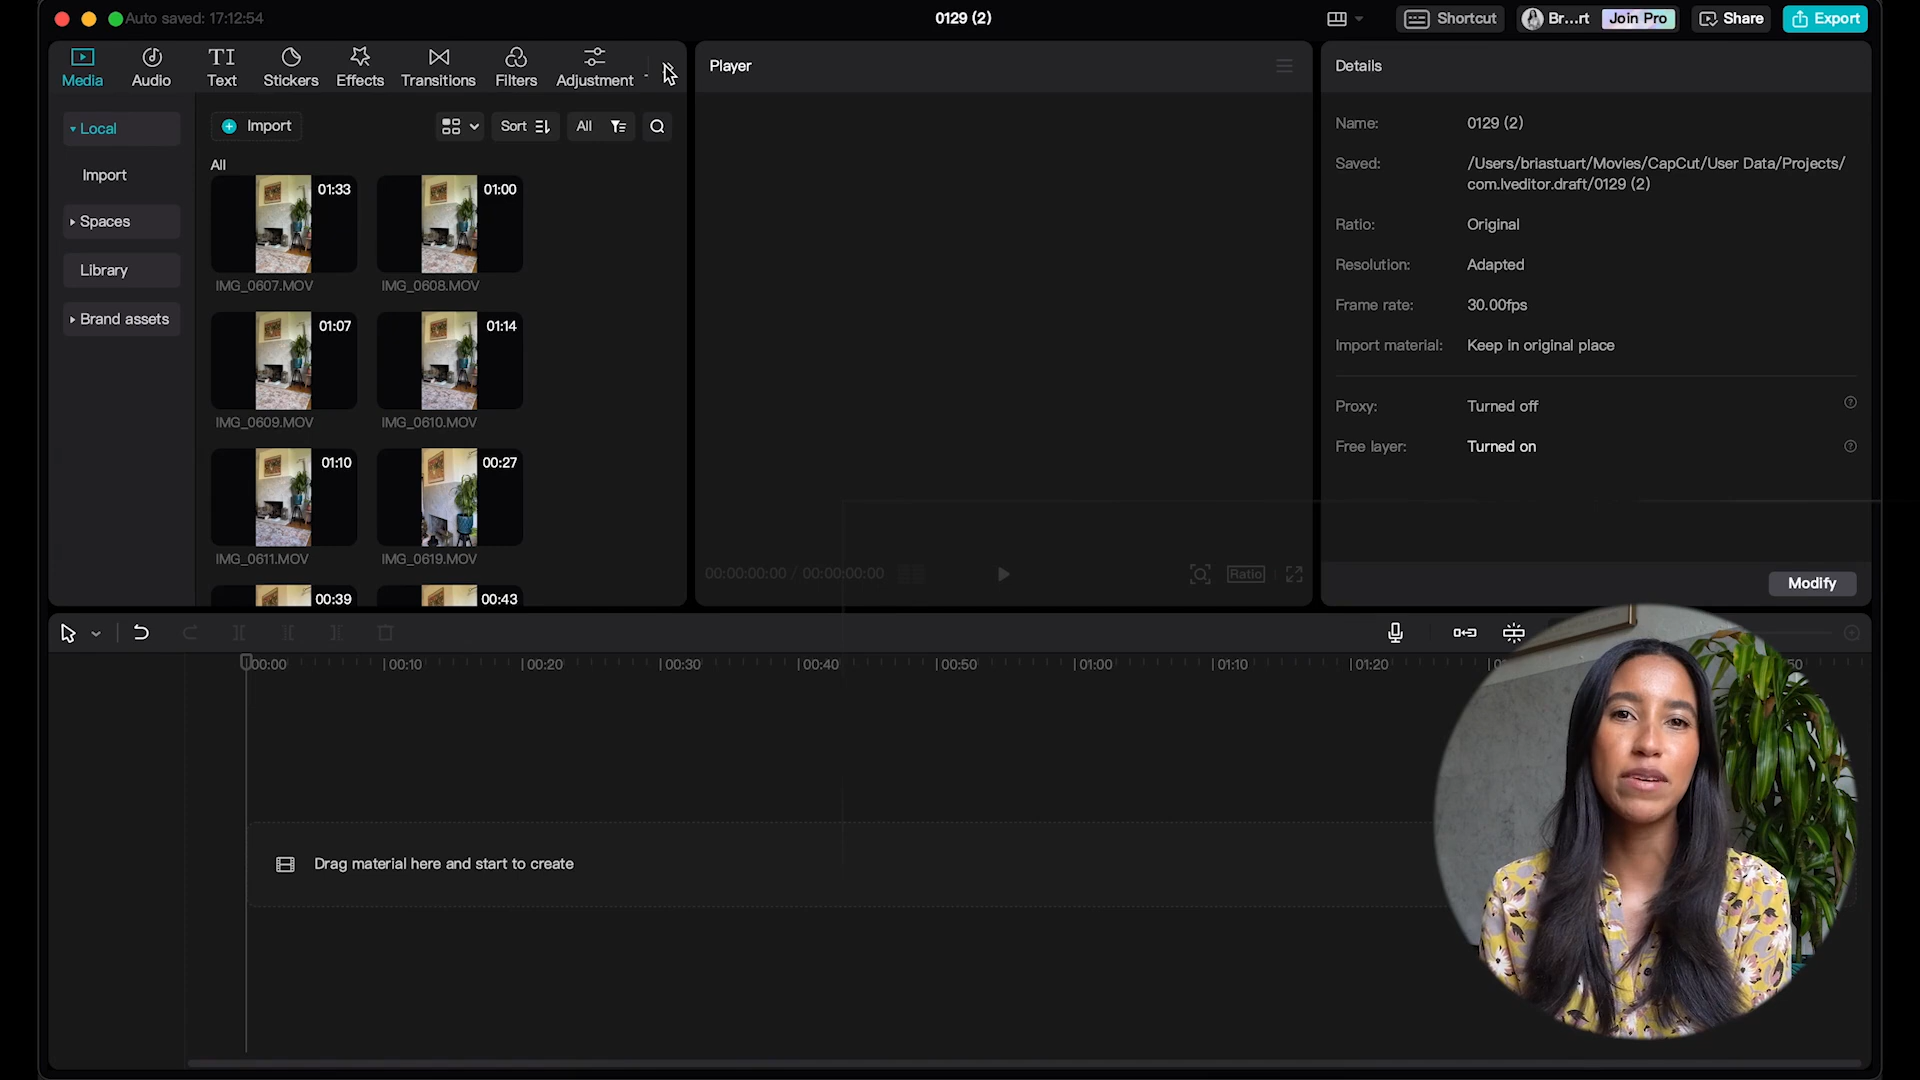 Auto saved: 17:12:54
0129 (2)
Shortcut
Br...rt
Join Pro
Share
Export
Media
Audio
TI
Text
Stickers
Effects
Transitions
Filters
Adjustment
Player
Details
Local
Import
Sort
All
Import
Spaces
Library
Brand assets
All
01:33
01:00
IMG_0607.MOV
IMG_0608.MOV
01:07
01:14
IMG_0609.MOV
IMG_0610.MOV
01:10
00:27
IMG_0611.MOV
IMG_0619.MOV
00:39
00:43
00:00:00:00 / 00:00:00:00
Ratio
Name: 0129 (2)
Saved: /Users/briastuart/Movies/CapCut/User Data/Projects/
com.lveditor.draft/0129 (2)
Ratio: Original
Resolution: Adapted
Frame rate: 30.00fps
Import material: Keep in original place
Proxy: Turned off
Free layer: Turned on
Modify
00:00
00:10
00:20
00:30
00:40
00:50
01:00
01:10
01:20
Drag material here and start to create